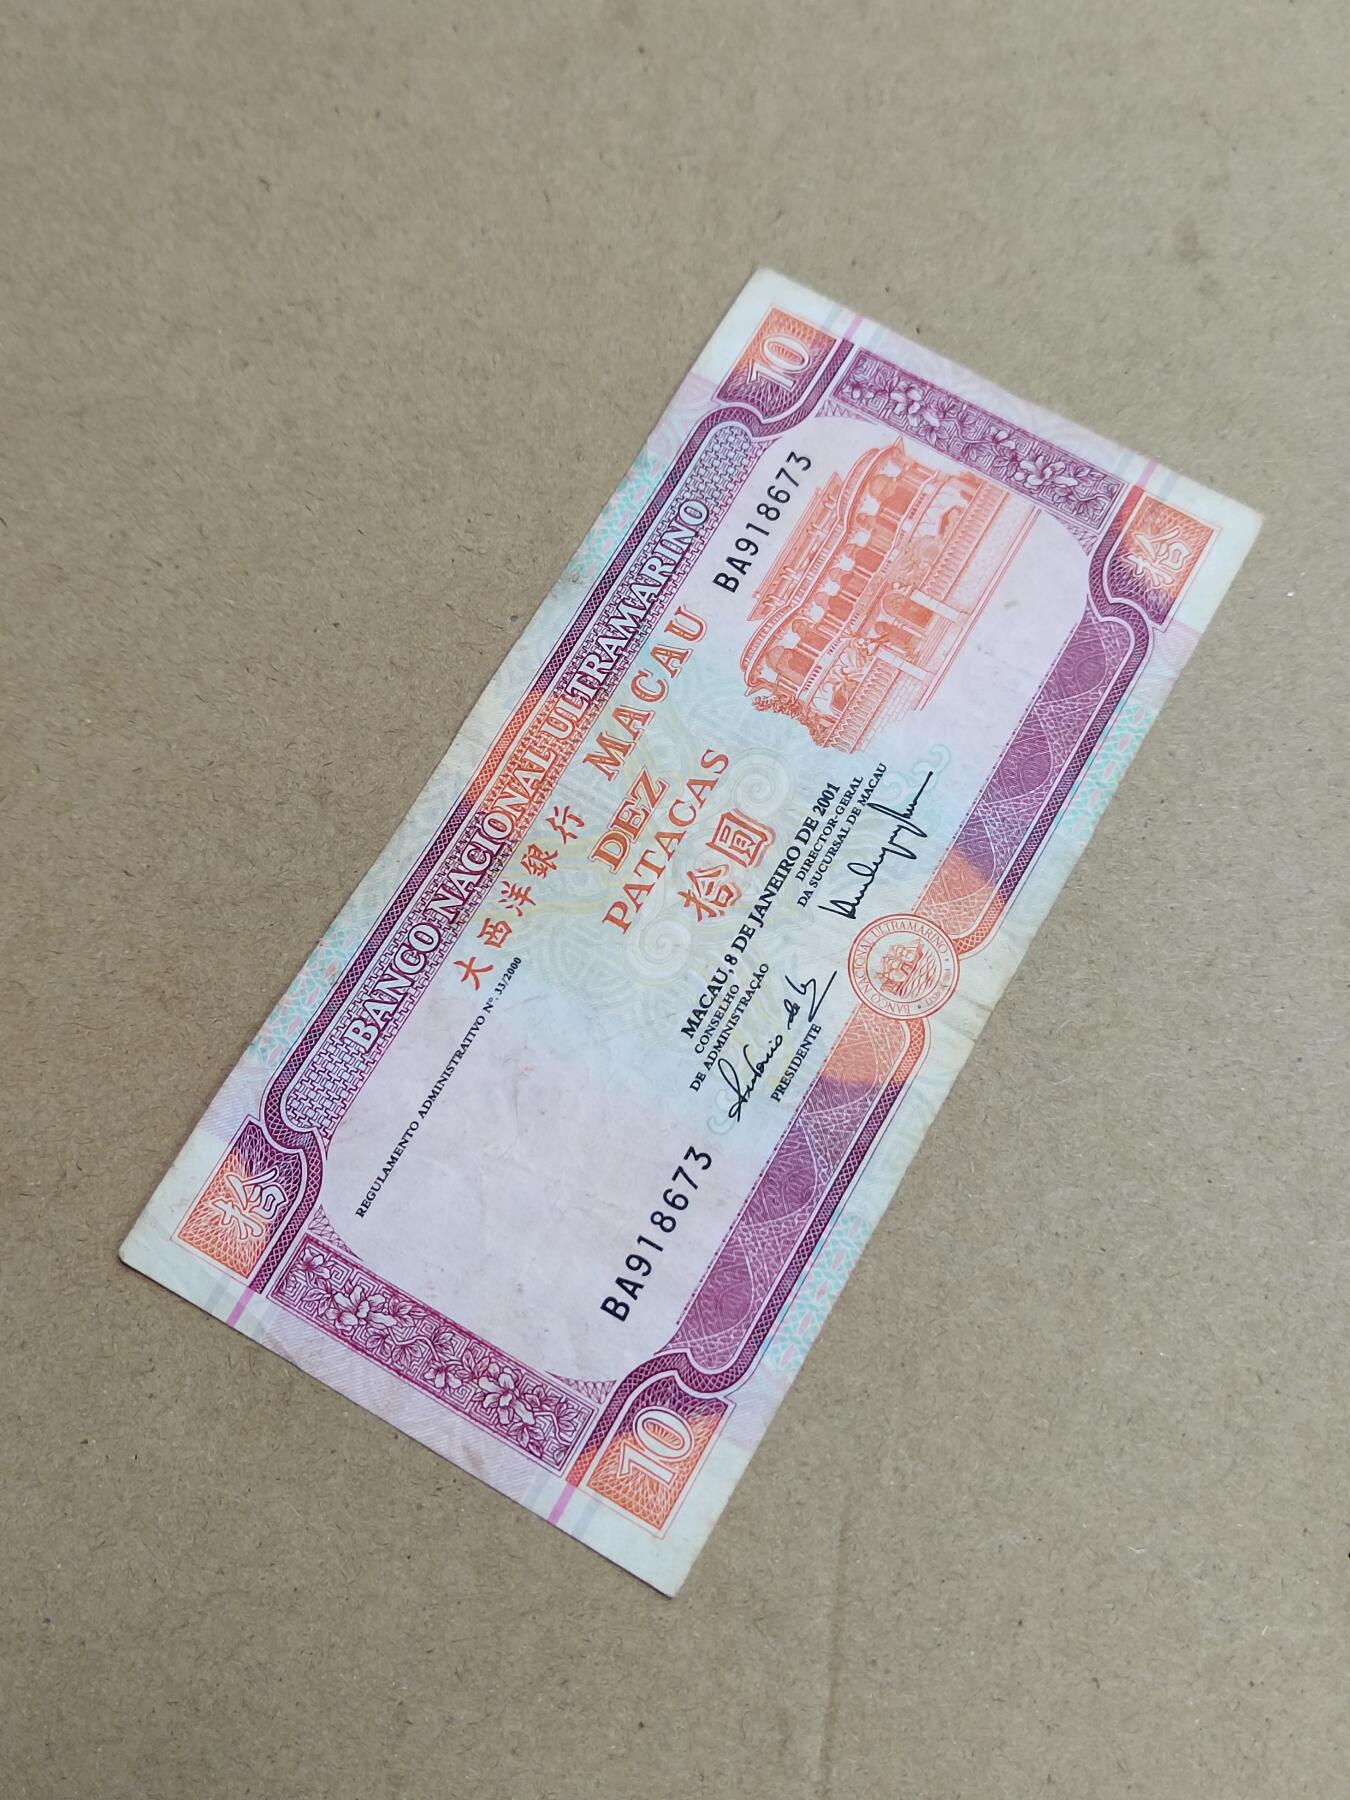 10
拾
BANCO NACIONAL ULTRAMARINO
大西洋銀行
MACAU
REGULAMENTO ADMINISTRATIVO Nº. 33/2000
BA918673
DEZ
PATACAS
拾圓
MACAU, 8 DE JANEIRO DE 2001
CONSELHO
DE ADMINISTRAÇÃO
DIRECTOR-GERAL
DA SUCURSAL DE MACAU
PRESIDENTE
BA918673
BANCO NACIONAL ULTRAMARINO
10
拾